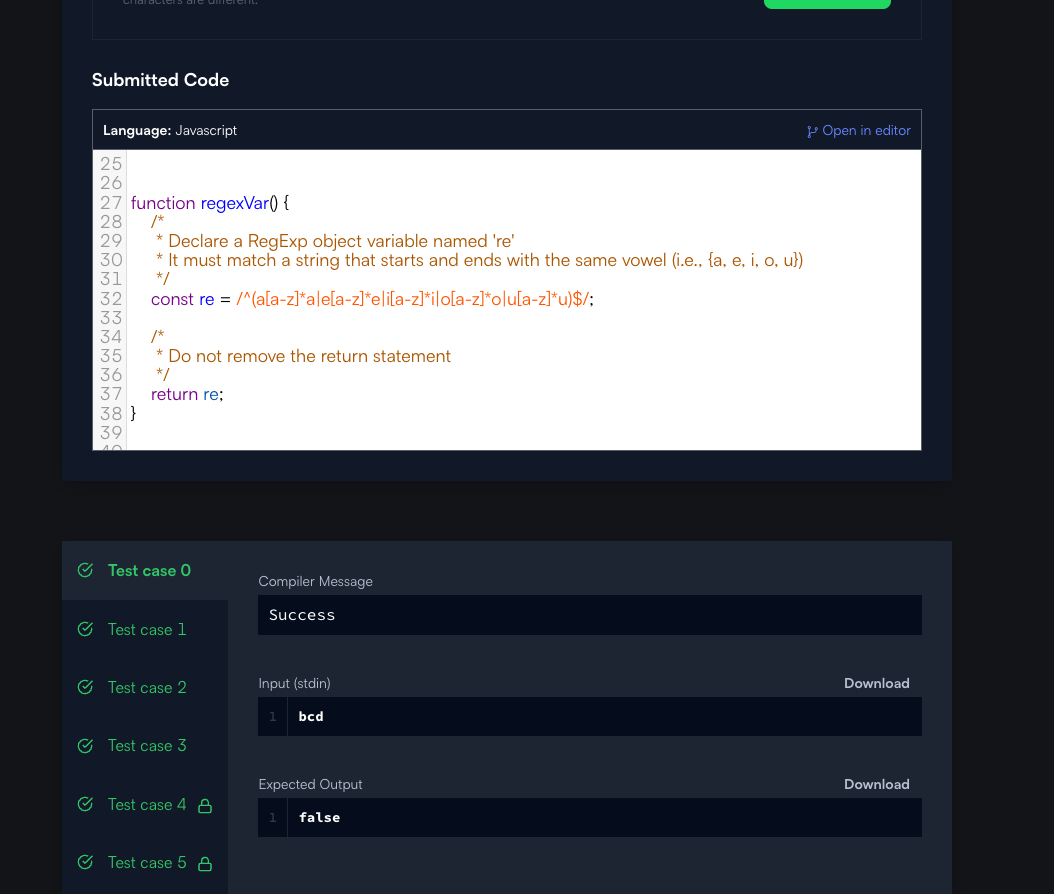 characters are different.
Submitted Code
Language: Javascript
Open in editor
25
26
27 function regexVar() {
28 /*
29 * Declare a RegExp object variable named 're'
30 * It must match a string that starts and ends with the same vowel (i.e., {a, e, i, o, u})
31 */
32 const re = /^(a[a-z]*a|e[a-z]*e|i[a-z]*i|o[a-z]*o|u[a-z]*u)$/;
33
34 /*
35 * Do not remove the return statement
36 */
37 return re;
38 }
39
40
Test case 0
Test case 1
Test case 2
Test case 3
Test case 4
Test case 5
Compiler Message
Success
Input (stdin)
Download
1 bcd
Expected Output
Download
1 false